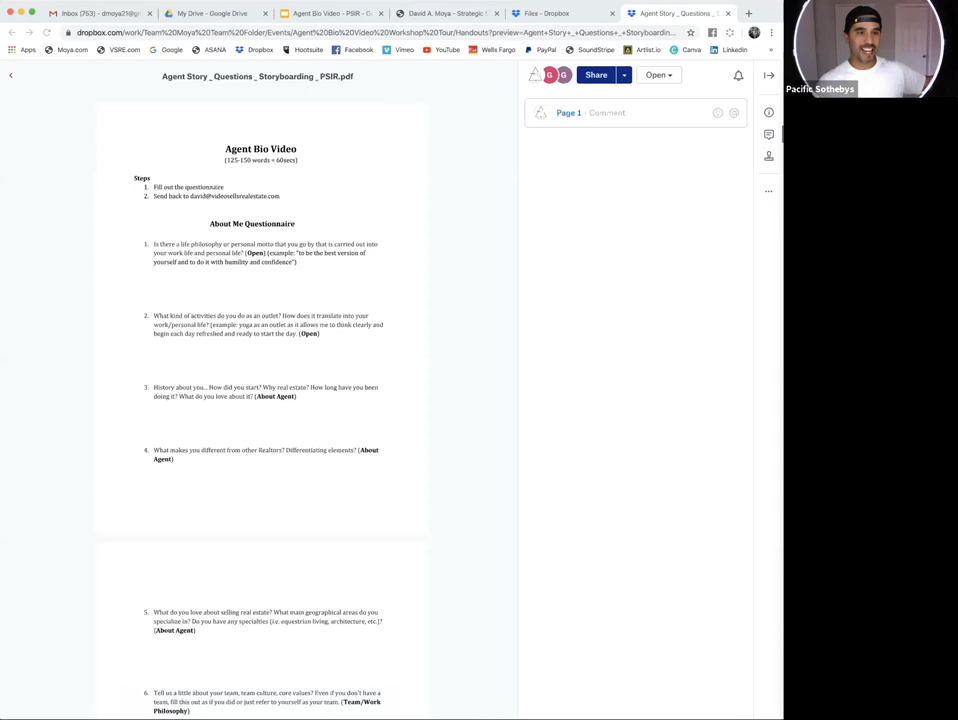 Inbox (753) - dmoya21@g
My Drive - Google Drive
Agent Bio Video - PSIR - G
David A. Moya - Strategic
Files - Dropbox
Agent Story _ Questions _ S
dropbox.com/work/Team%20Moya%20Team%20Folder/Events/Agent%20Bio%20Video%20Workshop%20Tour/Handouts?preview=Agent+Story+_+Questions+_+Storyboardin...
Apps
Moya.com
VSRE.com
Google
ASANA
Dropbox
Hootsuite
Facebook
Vimeo
YouTube
Wells Fargo
PayPal
SoundStripe
Artlist.io
Canva
LinkedIn
»
Agent Story _ Questions _ Storyboarding _ PSIR.pdf
G
G
Share
Open
Page 1 · Comment
Pacific Sothebys
Agent Bio Video
(125-150 words = 60secs)
Steps
1. Fill out the questionnaire
2. Send back to david@videosellsrealestate.com
About Me Questionnaire
1. Is there a life philosophy or personal motto that you go by that is carried out into
your work life and personal life? (Open) (example: "to be the best version of
yourself and to do it with humility and confidence")
2. What kind of activities do you do as an outlet? How does it translate into your
work/personal life? (example: yoga as an outlet as it allows me to think clearly and
begin each day refreshed and ready to start the day. (Open)
3. History about you... How did you start? Why real estate? How long have you been
doing it? What do you love about it? (About Agent)
4. What makes you different from other Realtors? Differentiating elements? (About
Agent)
5. What do you love about selling real estate? What main geographical areas do you
specialize in? Do you have any specialties (i.e. equestrian living, architecture, etc.)?
(About Agent)
6. Tell us a little about your team, team culture, core values? Even if you don't have a
team, fill this out as if you did or just refer to yourself as your team. (Team/Work
Philosophy)